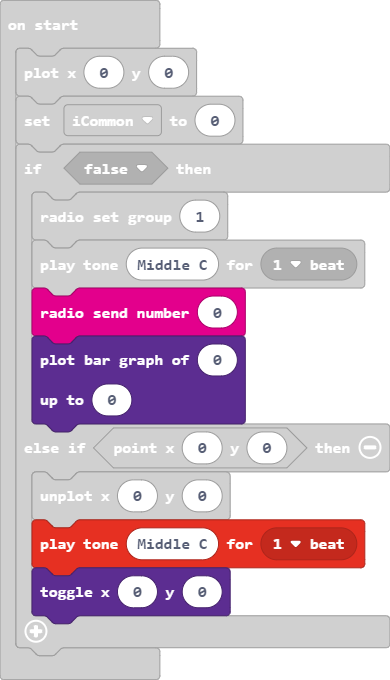 on start
plot x 0 y 0
set iCommon to 0
if false then
radio set group 1
play tone Middle C for 1 beat
radio send number 0
plot bar graph of 0
up to 0
else if point x 0 y 0 then
unplot x 0 y 0
play tone Middle C for 1 beat
toggle x 0 y 0